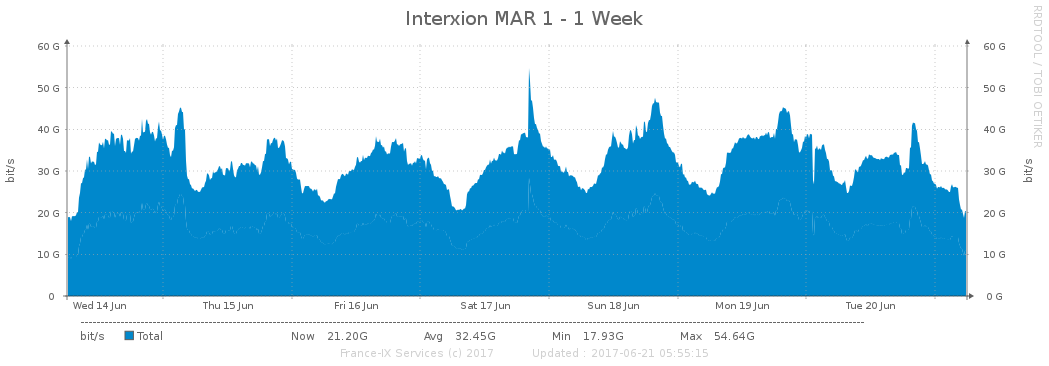 Interxion MAR 1 - 1 Week
RRDTOOL / TOBI OETIKER
60 G 60 G
50 G 50 G
40 G 40 G
30 G 30 G
20 G 20 G
10 G 10 G
0 0 G
bit/s
bit/s
Wed 14 Jun Thu 15 Jun Fri 16 Jun Sat 17 Jun Sun 18 Jun Mon 19 Jun Tue 20 Jun
bit/s Total Now 21.20G Avg 32.45G Min 17.93G Max 54.64G
France-IX Services (c) 2017 Updated : 2017-06-21 05:55:15